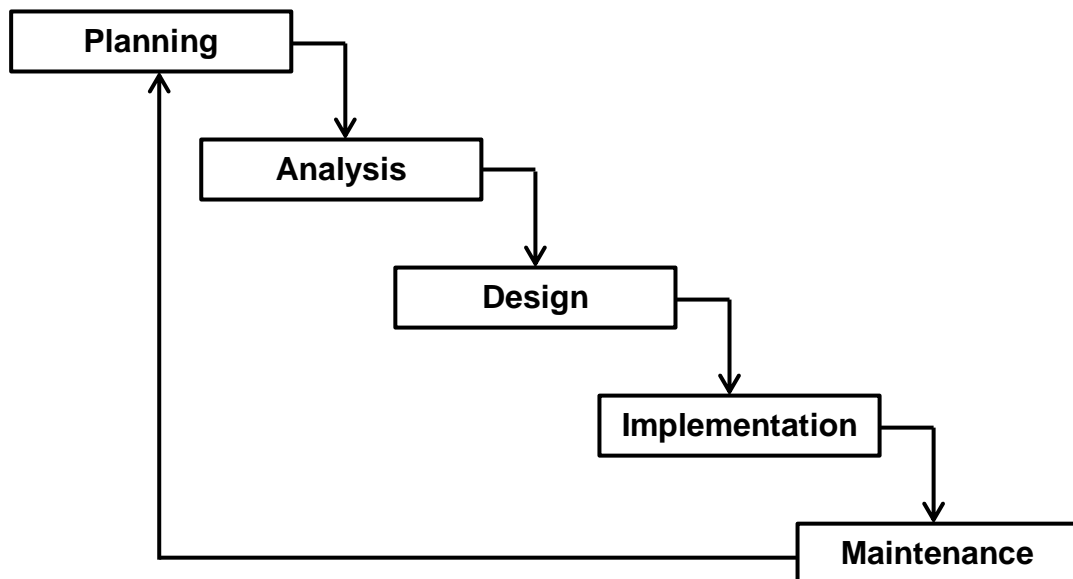 Planning
Analysis
Design
Implementation
Maintenance